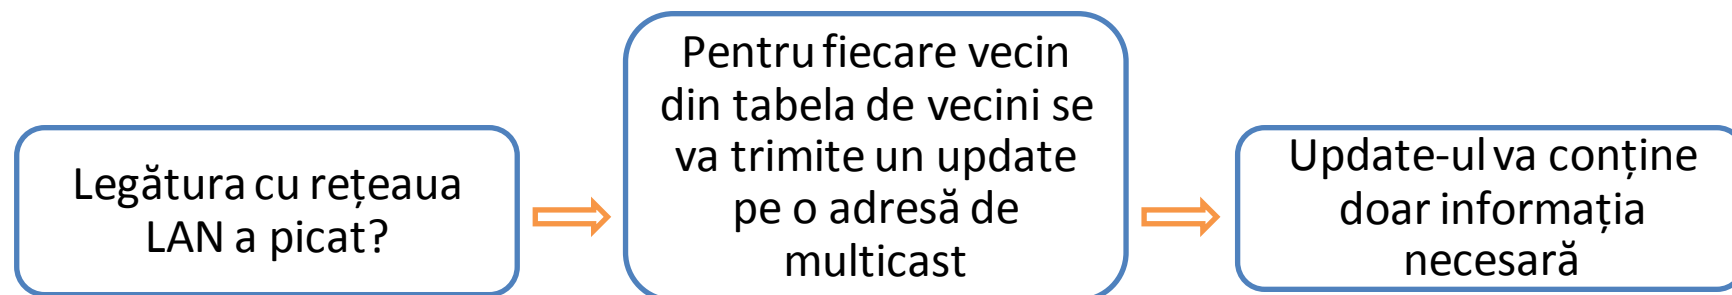 Legătura cu rețeaua
LAN a picat?
Pentru fiecare vecin
din tabela de vecini se
va trimite un update
pe o adresă de
multicast
Update-ul va conține
doar informația
necesară